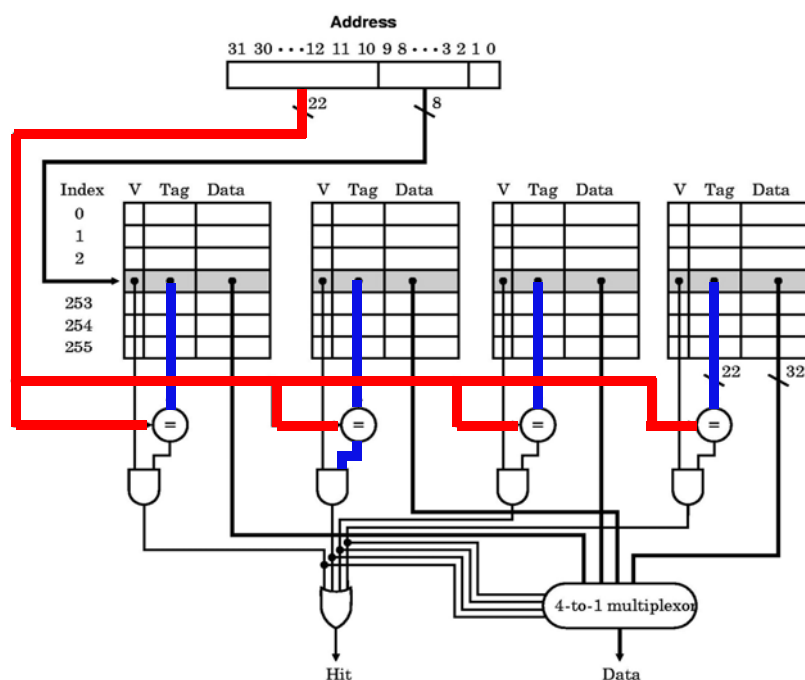 Address
31 30 ··· 12 11 10 9 8 ··· 3 2 1 0
22 8
Index V Tag Data V Tag Data V Tag Data V Tag Data
0
1
2
253
254
255
22 32
= = = =
4-to-1 multiplexor
Hit Data